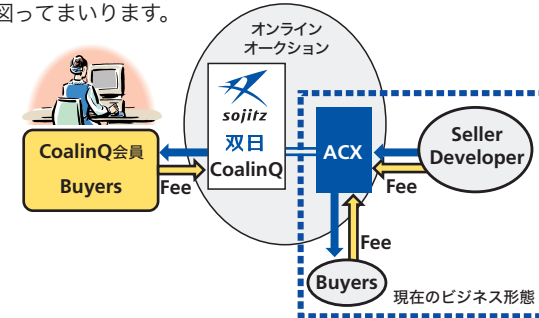 図ってまいります。
オンライン
オークション
sojitz
双日
CoalinQ
CoalinQ会員
Buyers
Fee
ACX
Seller
Developer
Fee
Fee
Buyers
現在のビジネス形態